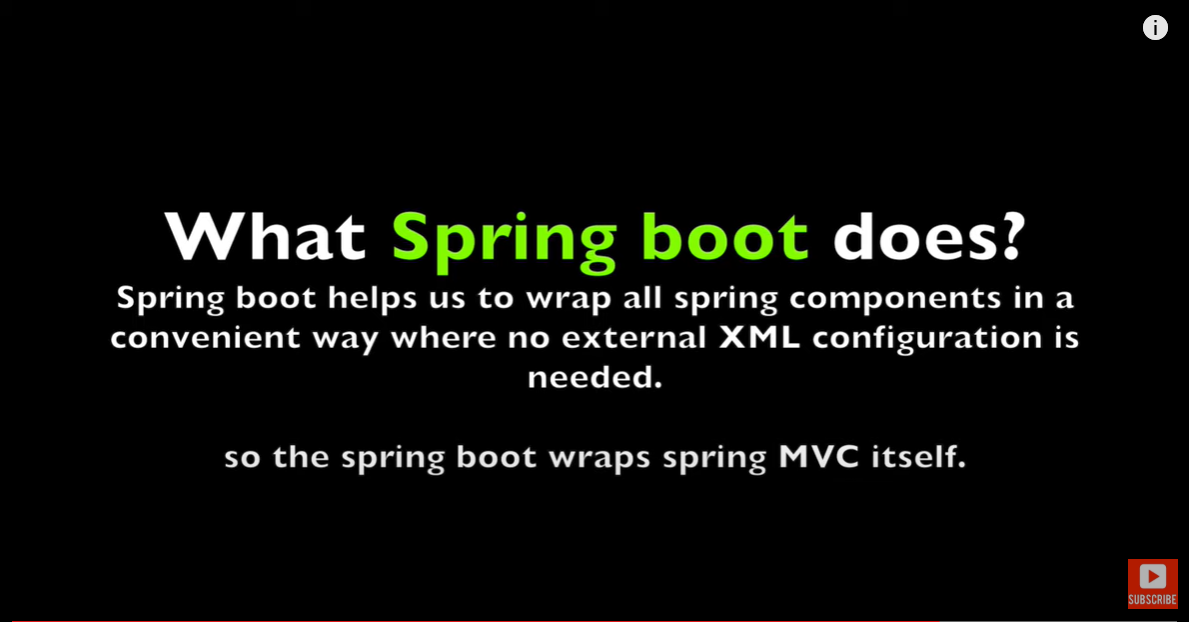 What Spring boot does?
Spring boot helps us to wrap all spring components in a
convenient way where no external XML configuration is
needed.
so the spring boot wraps spring MVC itself.
i
SUBSCRIBE